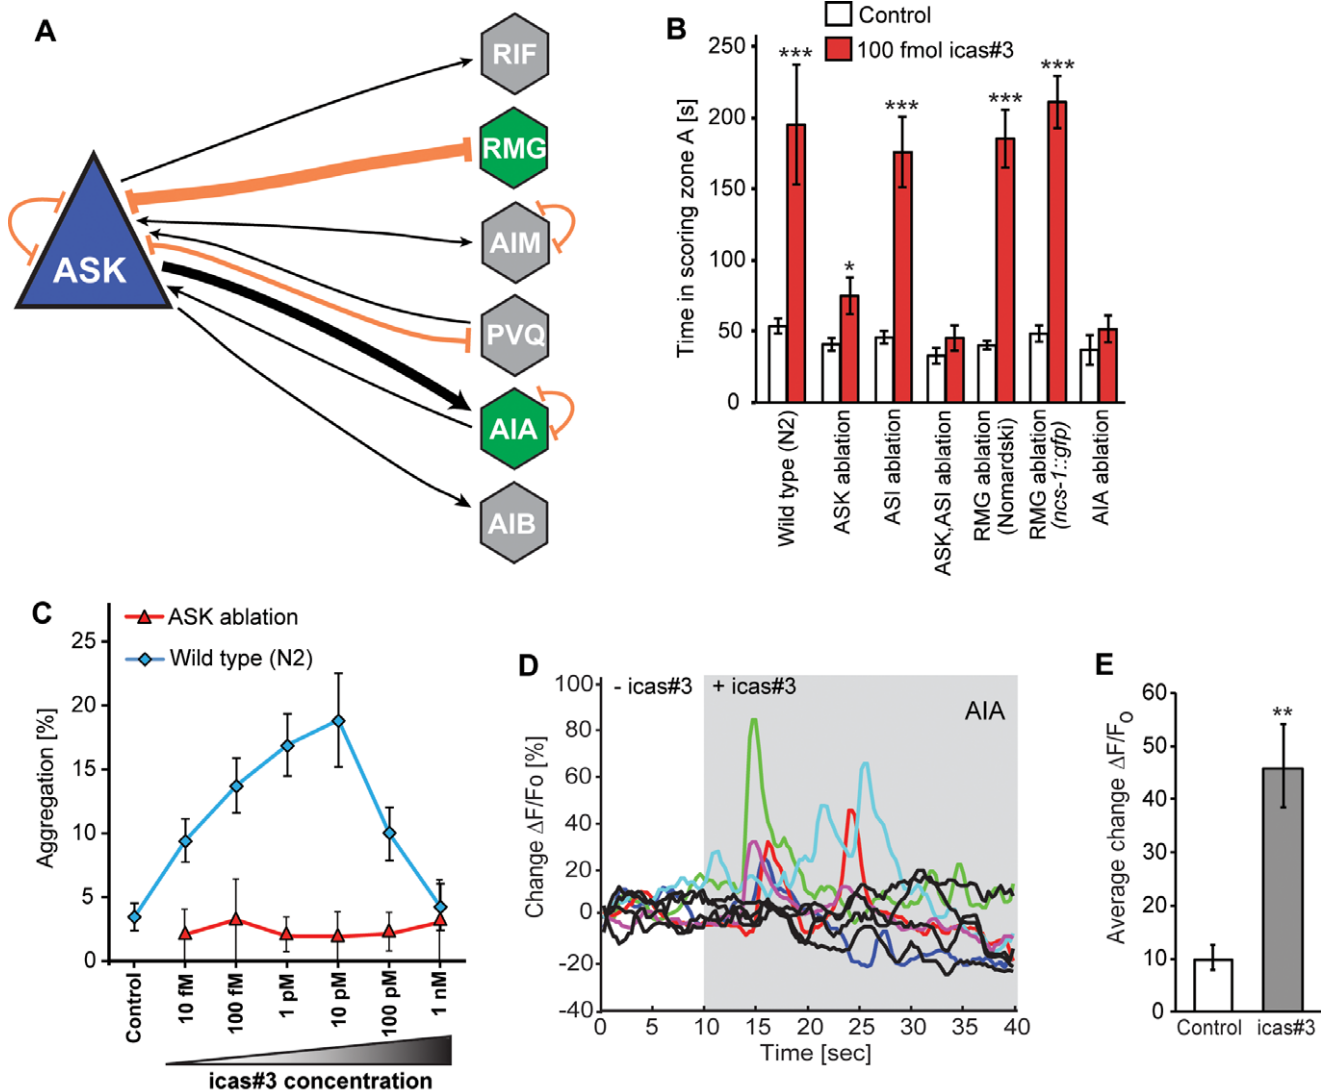 A
RIF
RMG
AIM
ASK
PVQ
AIA
AIB
B
Control
100 fmol icas#3
Time in scoring zone A [s]
250
200
150
100
50
0
***
*
***
***
***
Wild type (N2)
ASK ablation
ASI ablation
ASK,ASI ablation
RMG ablation
(Nomardski)
RMG ablation
(ncs-1::gfp)
AIA ablation
C
ASK ablation
Wild type (N2)
Aggregation [%]
25
20
15
10
5
0
Control
10 fM
100 fM
1 pM
10 pM
100 pM
1 nM
icas#3 concentration
D
- icas#3
+ icas#3
AIA
Change ΔF/Fo [%]
100
80
60
40
20
0
-20
-40
0 5 10 15 20 25 30 35 40
Time [sec]
E
Average change ΔF/FO
60
50
40
30
20
10
0
**
Control
icas#3